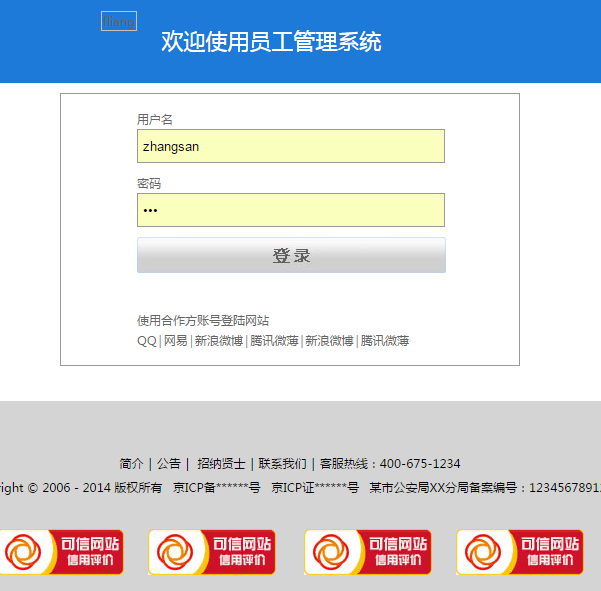 欢迎使用员工管理系统
用户名
zhangsan
密码
•••
登录
使用合作方账号登陆网站
QQ|网易|新浪微博|腾讯微薄|新浪微博|腾讯微薄
简介 | 公告 | 招纳贤士 | 联系我们 | 客服热线：400-675-1234
right © 2006 - 2014 版权所有 京ICP备******号 京ICP证******号 某市公安局XX分局备案编号：123456789123
可信网站 可信网站 可信网站 可信网站
信用评价 信用评价 信用评价 信用评价